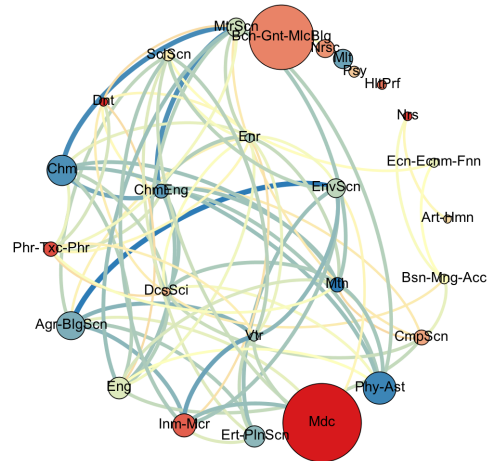 MtrScn
Bch-Gnt-MlcBlg
Nrsc
SclScn
Mlt
Psy
HltPrf
Dnt
Nrs
Enr
Ecn-Ecnm-Fnn
Chm
ChmEng
EnvScn
Art-Hmn
Phr-Txc-Phr
Bsn-Mng-Acc
DcsSci
Mth
Agr-BlgScn
Vtr
CmpScn
Eng
Phy-Ast
Inm-Mcr
Ert-PlnScn
Mdc